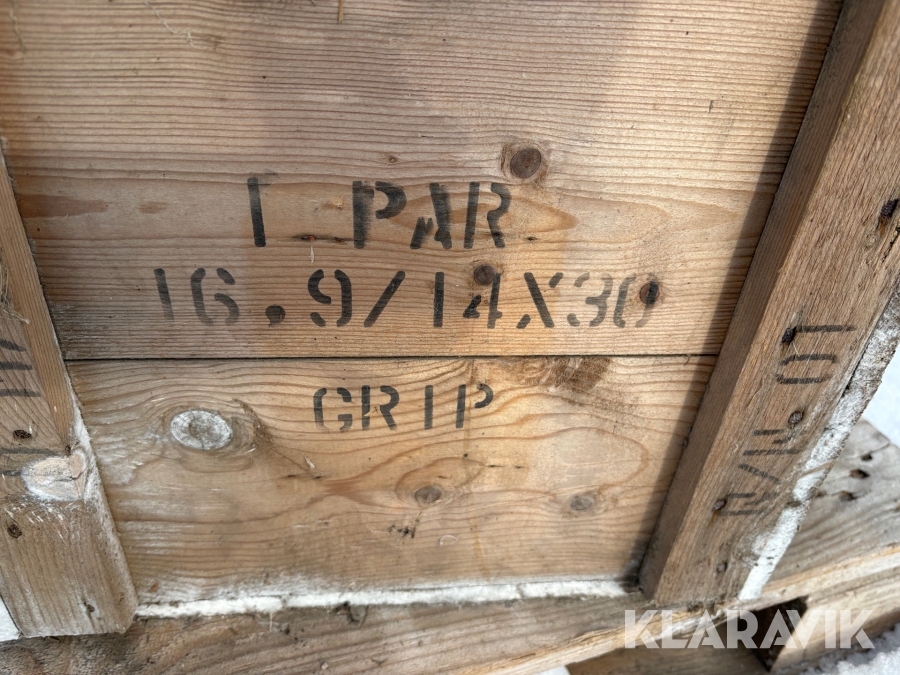 1 PAR
16.9/14X30
GRIP
KLARAVIK